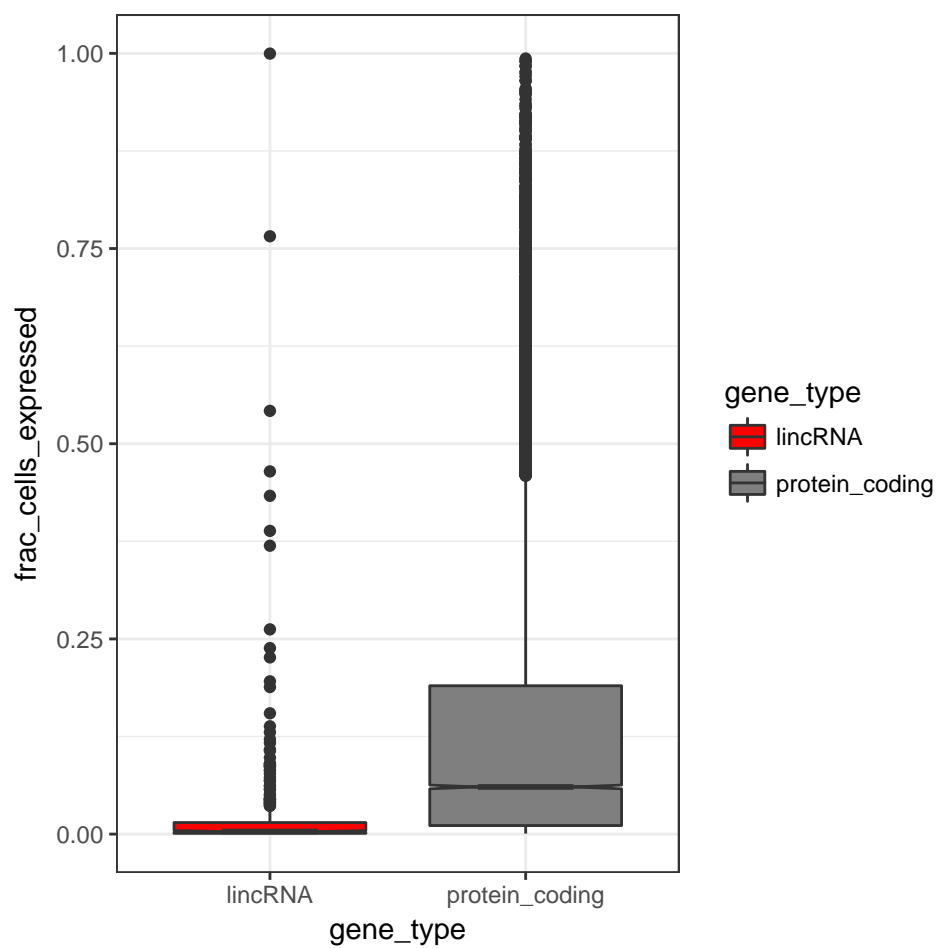 1.00
0.75
0.50
0.25
0.00
frac_cells_expressed
lincRNA
protein_coding
gene_type
gene_type
lincRNA
protein_coding